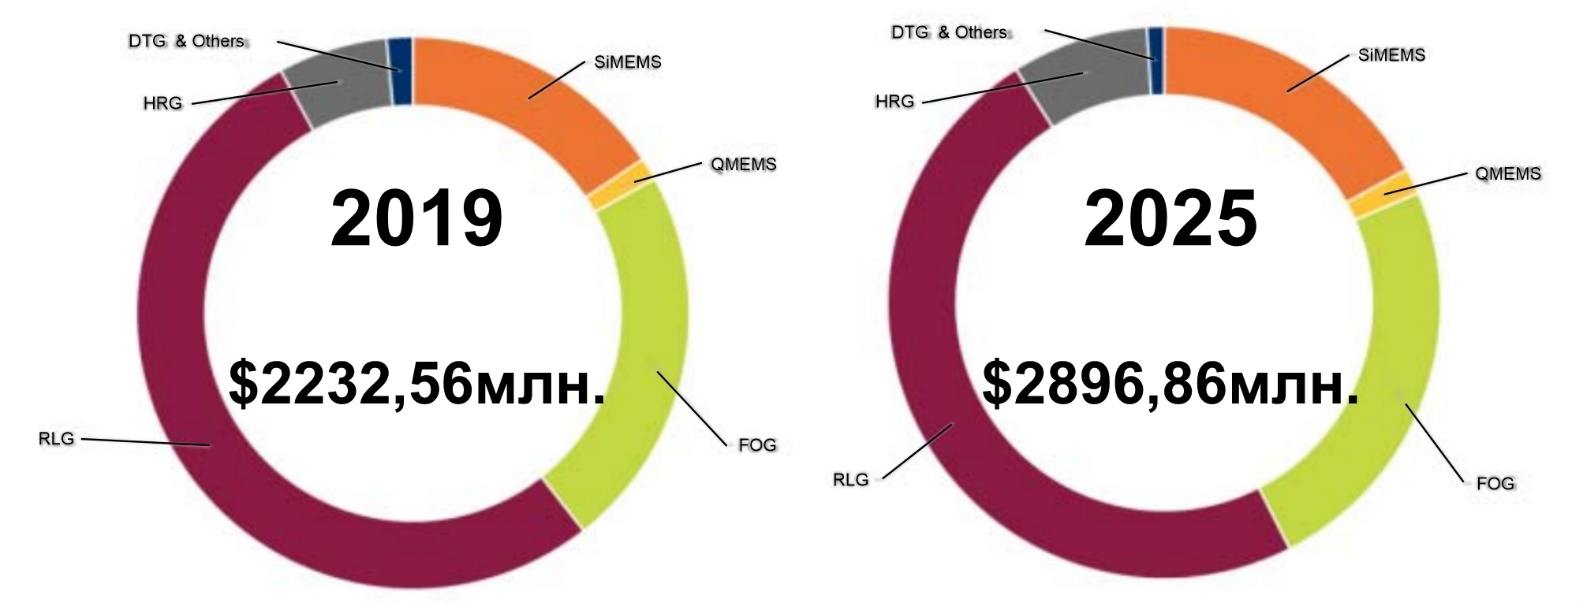 DTG & Others
SiMEMS
HRG
QMEMS
2019
$2232,56млн.
RLG
FOG
DTG & Others
SiMEMS
HRG
QMEMS
2025
$2896,86млн.
RLG
FOG